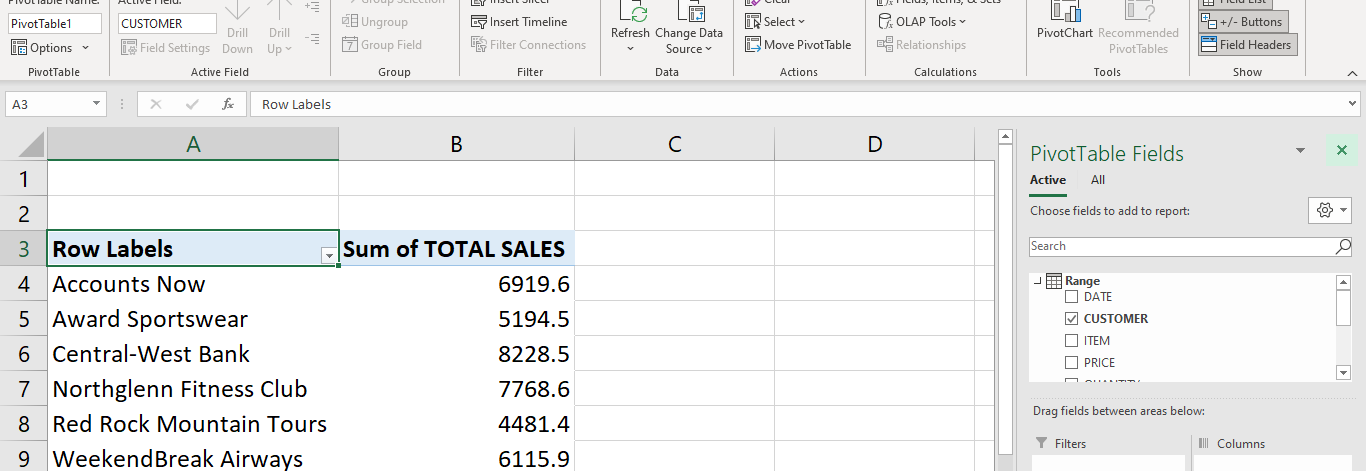 PivotTable Name: Active Field: Group Selection Insert Slicer Clear Fields, Items, & Sets Field List
PivotTable1 CUSTOMER Ungroup Insert Timeline Select OLAP Tools +/- Buttons
Options Field Settings Drill Down Drill Up Group Field Filter Connections Refresh Change Data Source Move PivotTable Relationships PivotChart Recommended PivotTables Field Headers
PivotTable Active Field Group Filter Data Actions Calculations Tools Show
A3 fx Row Labels
A B C D
PivotTable Fields
Active All
Choose fields to add to report:
Search
Range
DATE
CUSTOMER
ITEM
PRICE
QUANTITY
Drag fields between areas below:
Filters Columns
1
2
3 Row Labels Sum of TOTAL SALES
4 Accounts Now 6919.6
5 Award Sportswear 5194.5
6 Central-West Bank 8228.5
7 Northglenn Fitness Club 7768.6
8 Red Rock Mountain Tours 4481.4
9 WeekendBreak Airways 6115.9